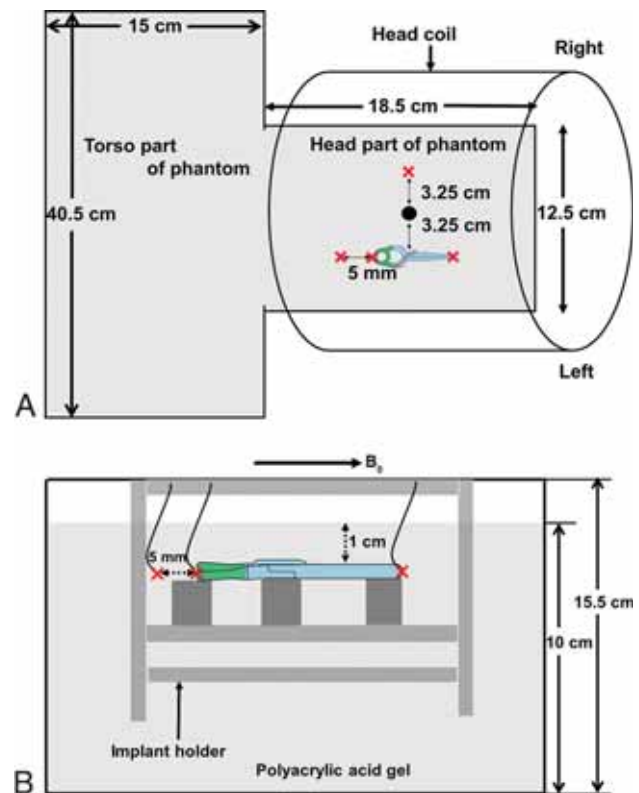 15 cm
Head coil
Right
18.5 cm
Torso part
of phantom
Head part of phantom
3.25 cm
40.5 cm
3.25 cm
12.5 cm
5 mm
Left
A
B₀
5 mm
1 cm
15.5 cm
10 cm
Implant holder
Polyacrylic acid gel
B